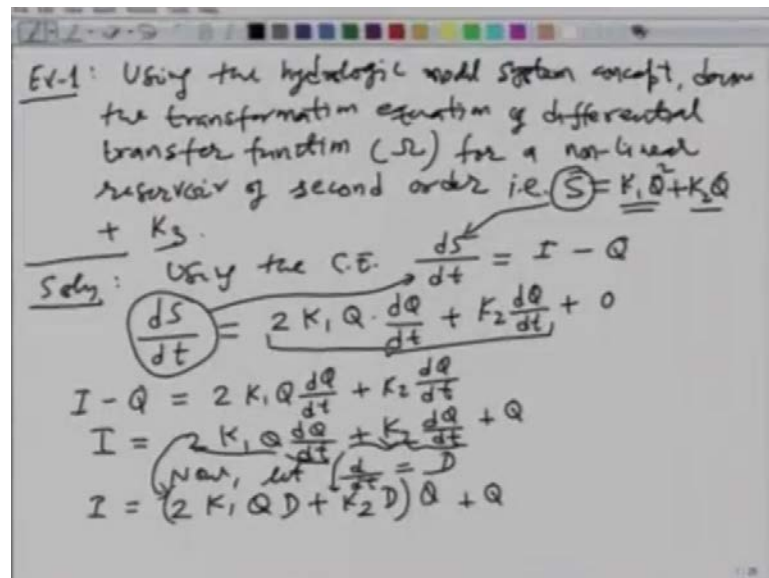 Ex-1: Using the hydrologic model system concept, derive
the transformation equation of differential
transfer function (Ω) for a non-linear
reservoir of second order i.e. S = K₁Q² + K₂Q
+ K₃.
Soln: Using the C.E. dS/dt = I - Q
dS/dt = 2 K₁ Q · dQ/dt + K₂ dQ/dt + 0
I - Q = 2 K₁ Q dQ/dt + K₂ dQ/dt
I = 2 K₁ Q dQ/dt + K₂ dQ/dt + Q
Now, let d/dt = D
I = (2 K₁ Q D + K₂ D) Q + Q